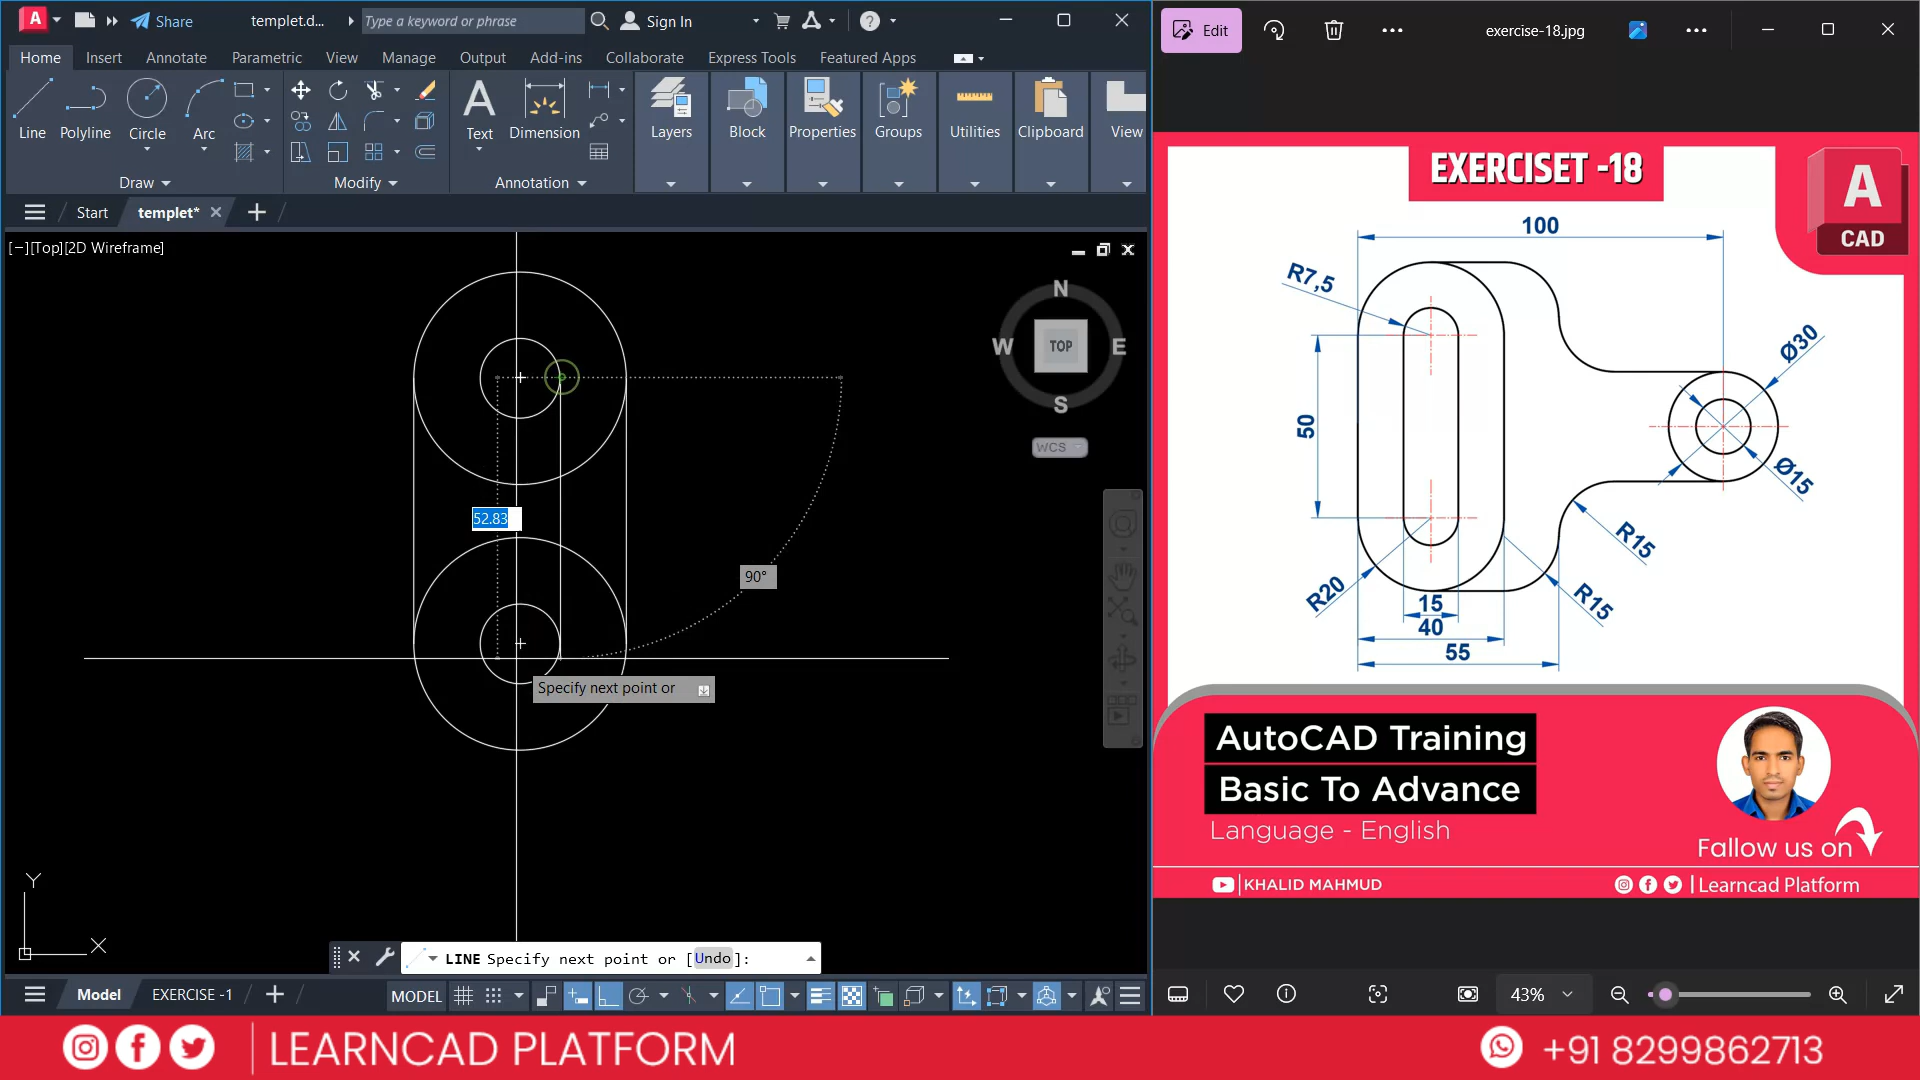 A
Share
templet.d...
Type a keyword or phrase
Sign In
Home
Insert
Annotate
Parametric
View
Manage
Output
Add-ins
Collaborate
Express Tools
Featured Apps
Line
Polyline
Circle
Arc
Text
Dimension
Layers
Block
Properties
Groups
Utilities
Clipboard
View
Draw
Modify
Annotation
Start
templet*
[−][Top][2D Wireframe]
N
W
TOP
E
S
WCS
52.83
90°
Specify next point or
Y
X
LINE Specify next point or [Undo]:
Model
EXERCISE -1
MODEL
Edit
exercise-18.jpg
EXERCISET -18
A
CAD
100
R7,5
Ø30
50
Ø15
R15
R20
R15
15
40
55
AutoCAD Training
Basic To Advance
Language - English
Fallow us on
KHALID MAHMUD
Learncad Platform
43%
LEARNCAD PLATFORM
+91 8299862713